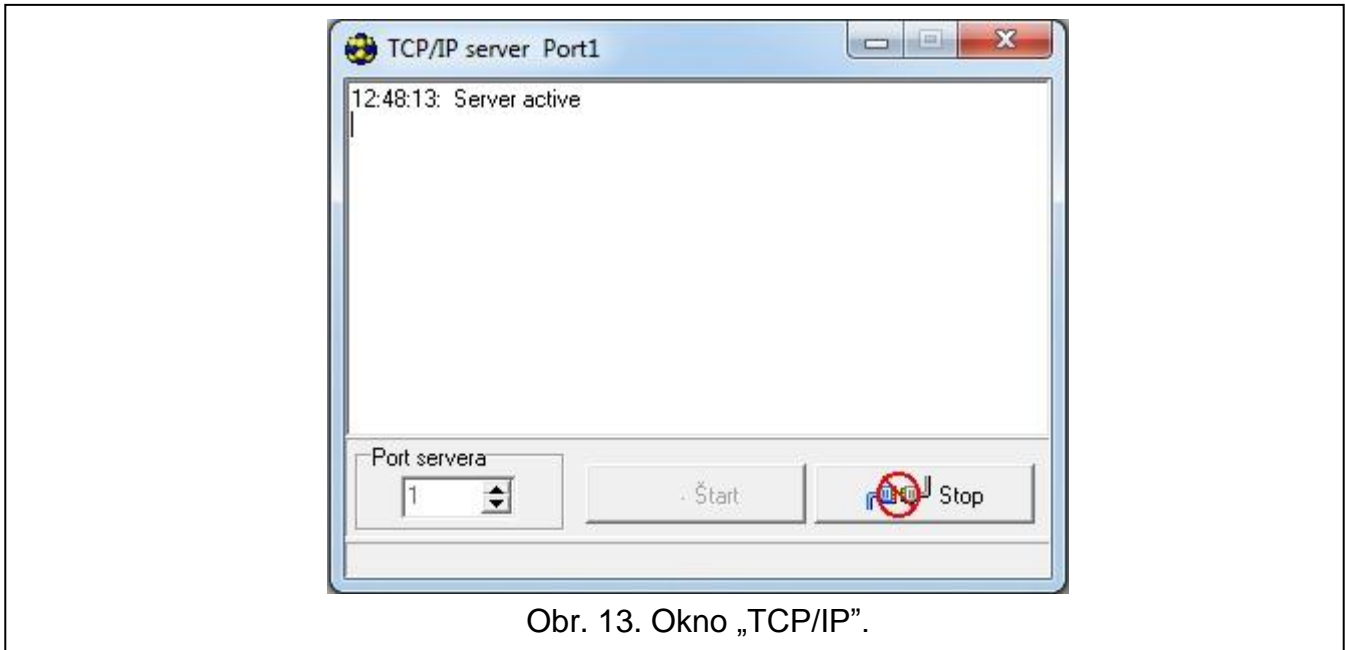 TCP/IP server Port1
12:48:13: Server active
Port servera
1
Štart
Stop
Obr. 13. Okno „TCP/IP”.